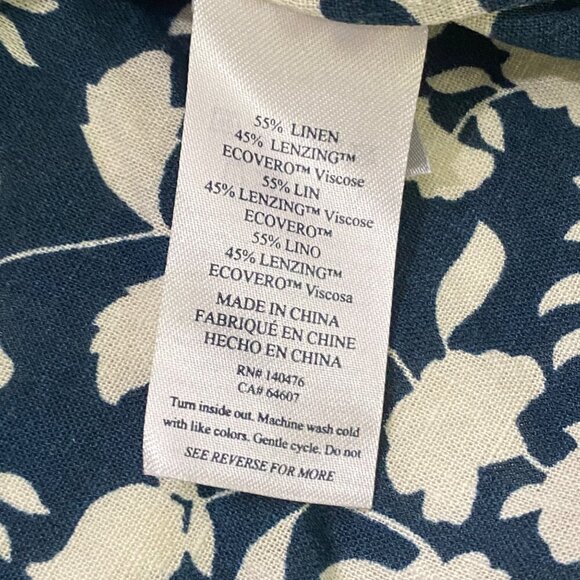 55% LINEN
45% LENZING™
ECOVERO™ Viscose
55% LIN
45% LENZING™ Viscose
ECOVERO™
55% LINO
45% LENZING™
ECOVERO™ Viscosa
MADE IN CHINA
FABRIQUÉ EN CHINE
HECHO EN CHINA
RN# 140476
CA# 64607
Turn inside out. Machine wash cold
with like colors. Gentle cycle. Do not
SEE REVERSE FOR MORE